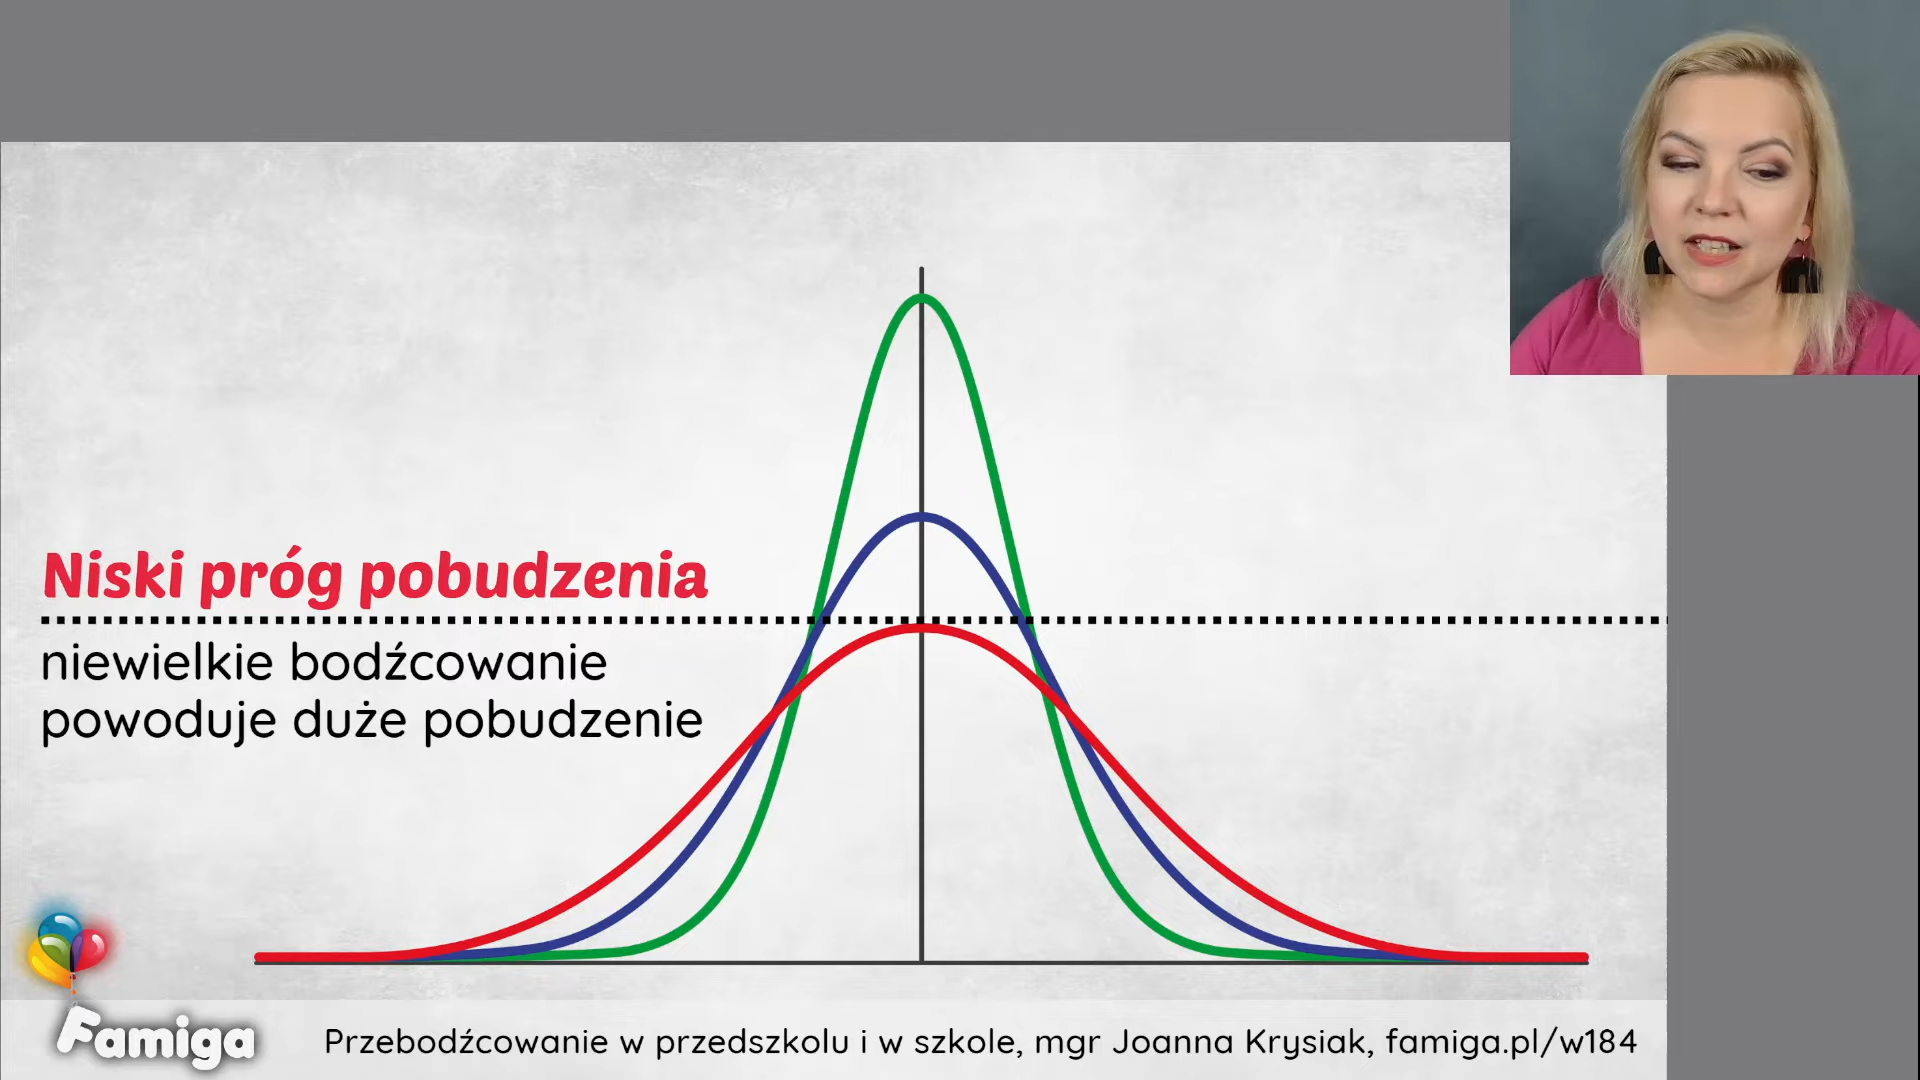 Niski próg pobudzenia
niewielkie bodźcowanie
powoduje duże pobudzenie
Famiga
Przebodźcowanie w przedszkolu i w szkole, mgr Joanna Krysiak, famiga.pl/w184